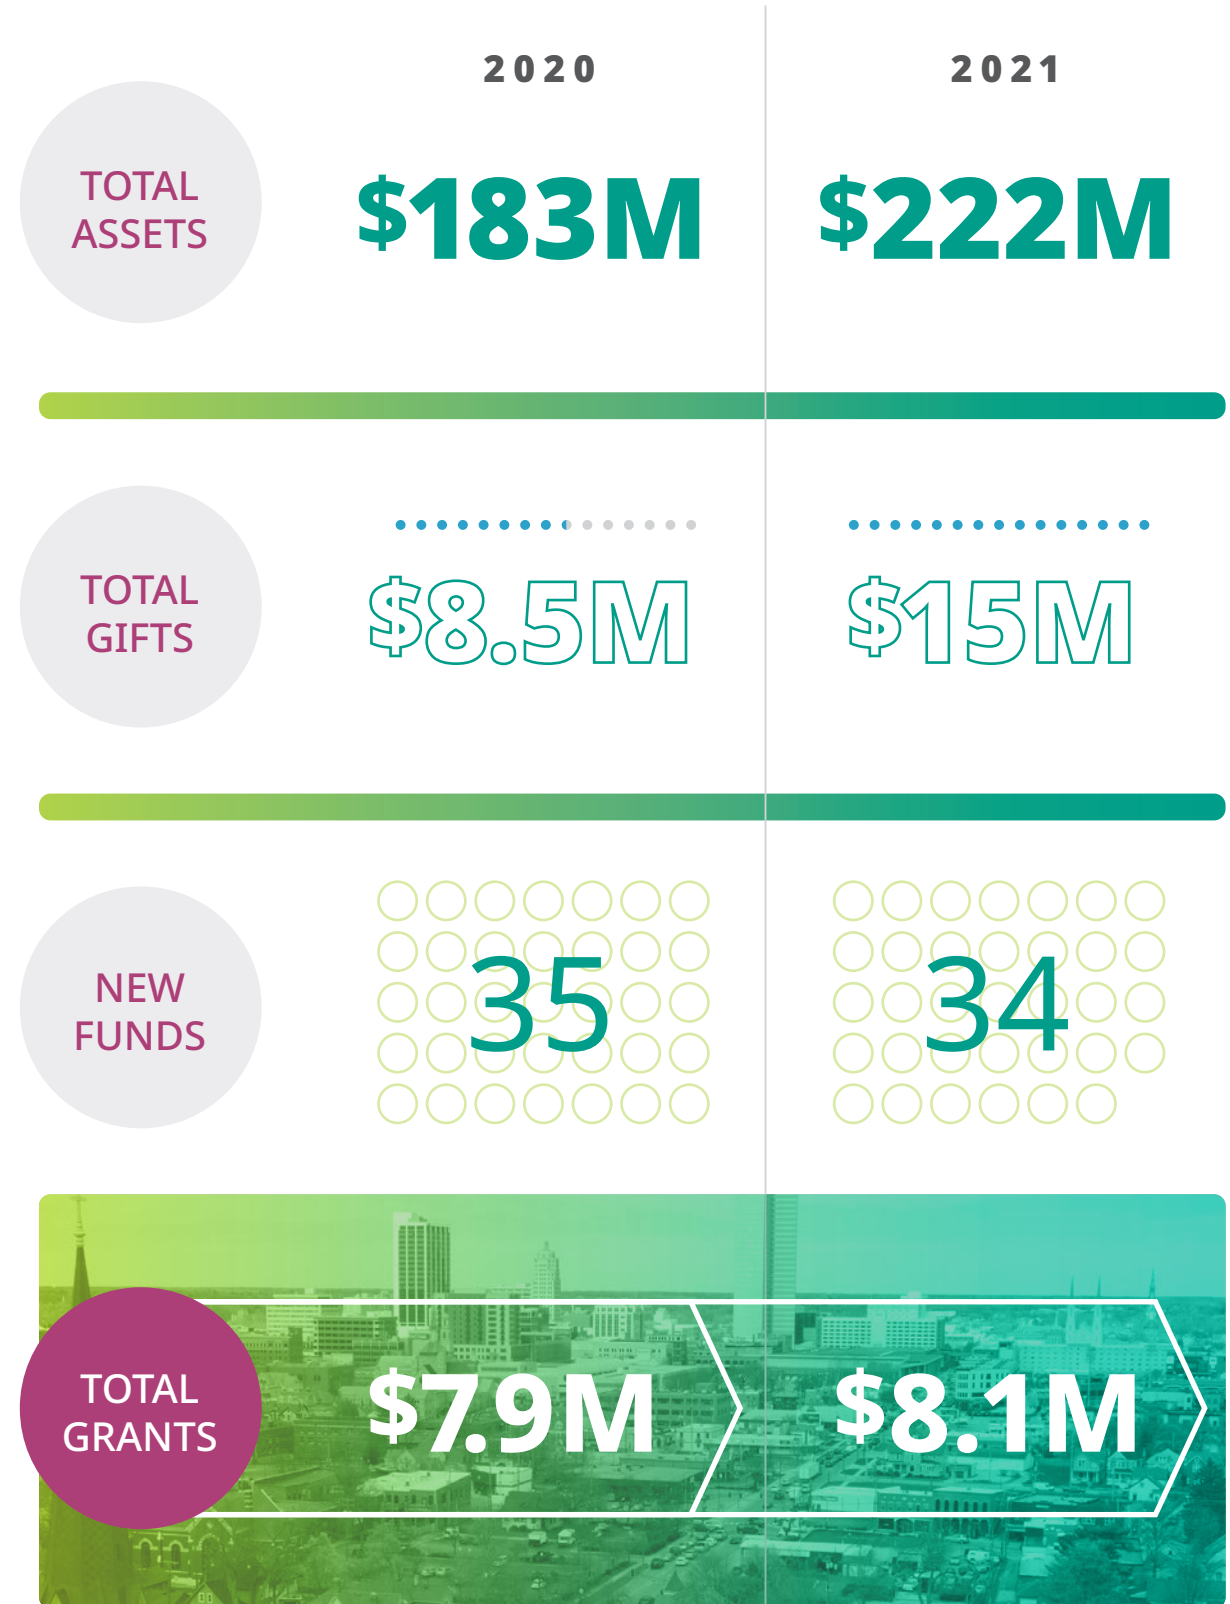 2020
2021
TOTAL
ASSETS
$183M
$222M
TOTAL
GIFTS
$8.5M
$15M
NEW
FUNDS
35
34
TOTAL
GRANTS
$7.9M
$8.1M